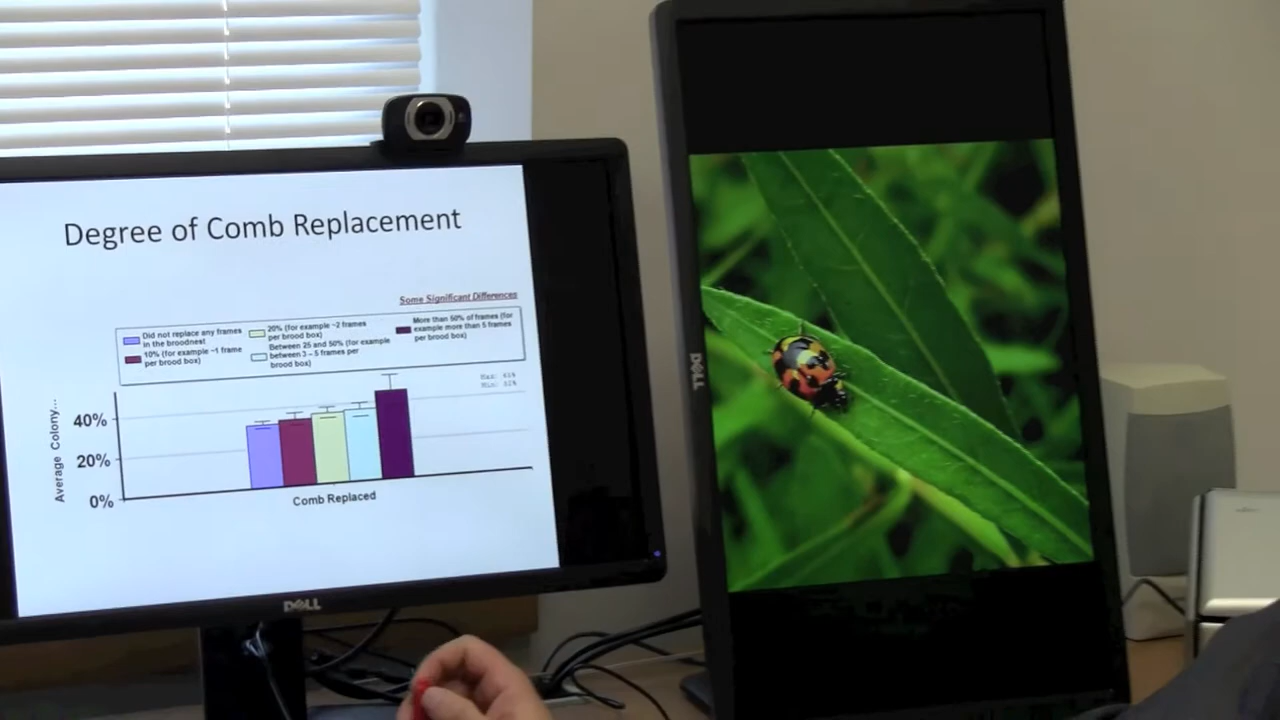 Degree of Comb Replacement
Some Significant Differences
Did not replace any frames
in the broodnest
10% (for example ~1 frame
per brood box)
20% (for example ~2 frames
per brood box)
Between 25 and 50% (for example
between 3 – 5 frames per
brood box)
More than 50% of frames (for
example more than 5 frames
per brood box)
Average Colony...
40%
20%
0%
Comb Replaced
DELL
DELL